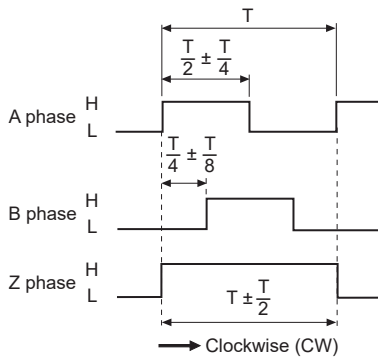 T
T/2 ± T/4
A phase H
L
T/4 ± T/8
B phase H
L
Z phase H
L
T ± T/2
Clockwise (CW)